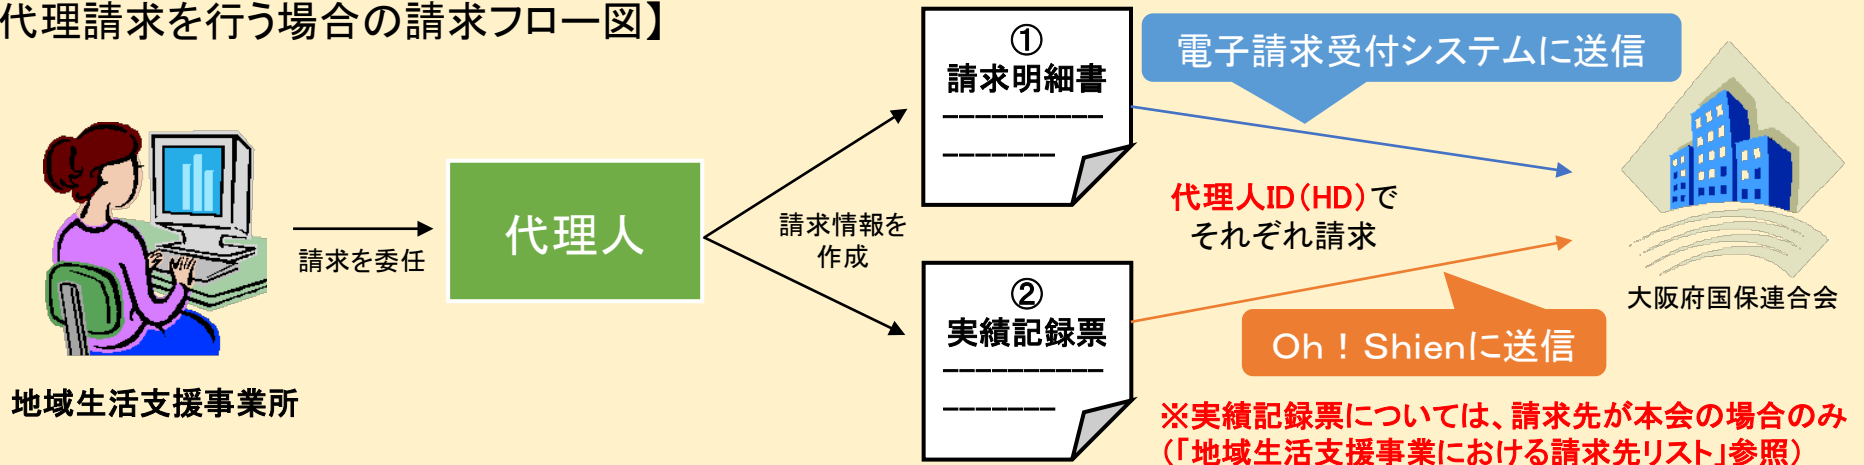 代理請求を行う場合の請求フロー図】
①
請求明細書
電子請求受付システムに送信
請求を委任
代理人
請求情報を
作成
代理人ID（HD）で
それぞれ請求
②
実績記録票
大阪府国保連合会
Oh！Shienに送信
地域生活支援事業所
※実績記録票については、請求先が本会の場合のみ
（「地域生活支援事業における請求先リスト」参照）